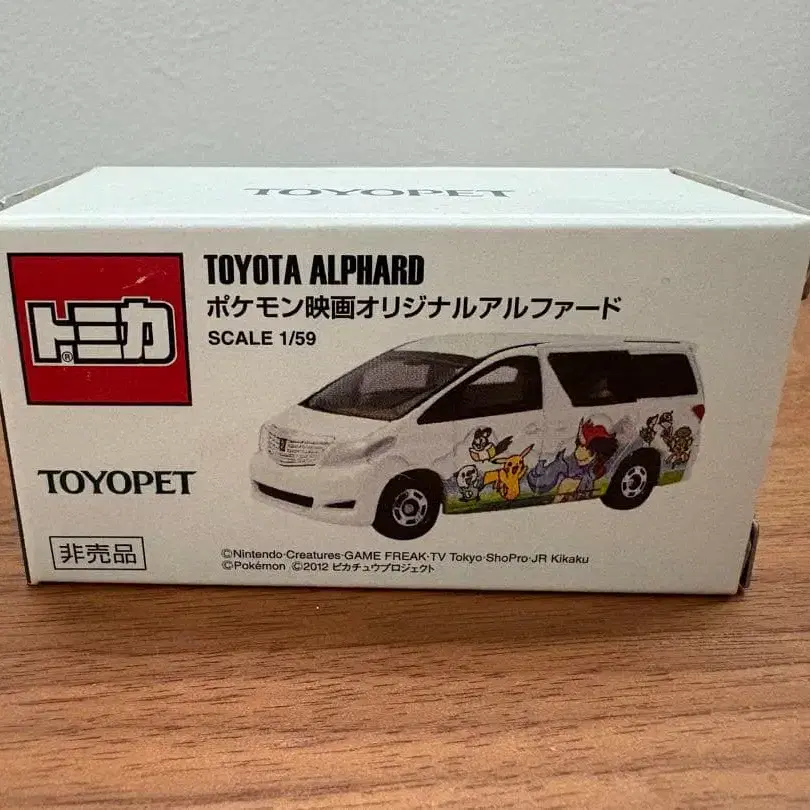 TOYOPET
トミカ®
TOYOTA ALPHARD
ポケモン映画オリジナルアルファード
SCALE 1/59
TOYOPET
非売品
©Nintendo·Creatures·GAME FREAK·TV Tokyo·ShoPro·JR Kikaku
©Pokémon ©2012 ピカチュウプロジェクト